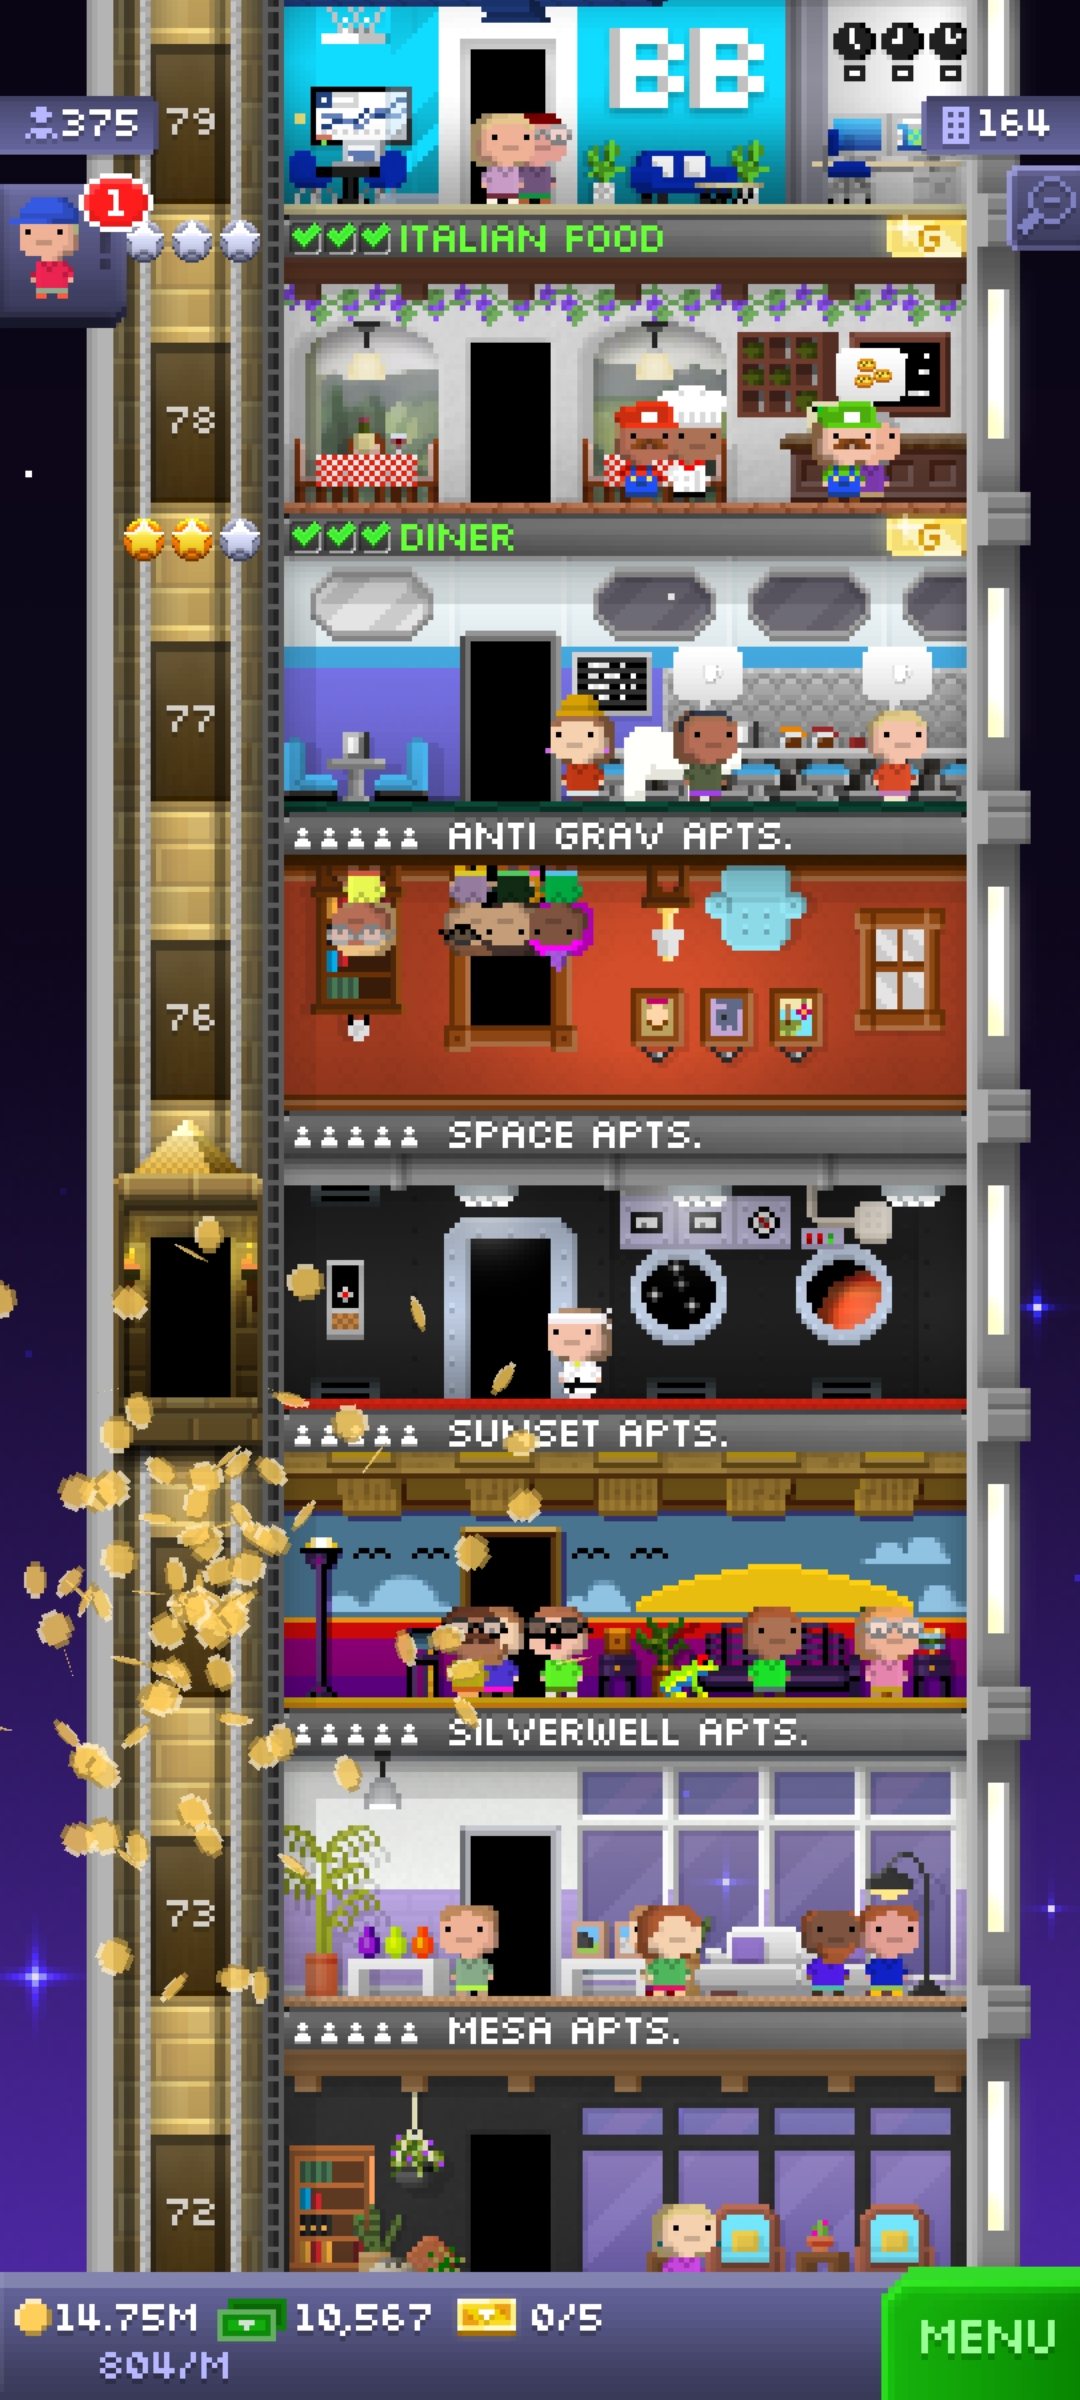 BB
79
375
164
1
ITALIAN FOOD G
78
DINER G
77
ANTI GRAV APTS.
76
SPACE APTS.
SUNSET APTS.
SILVERWELL APTS.
73
MESA APTS.
72
14.75M 10,567 0/5
804/M
MENU